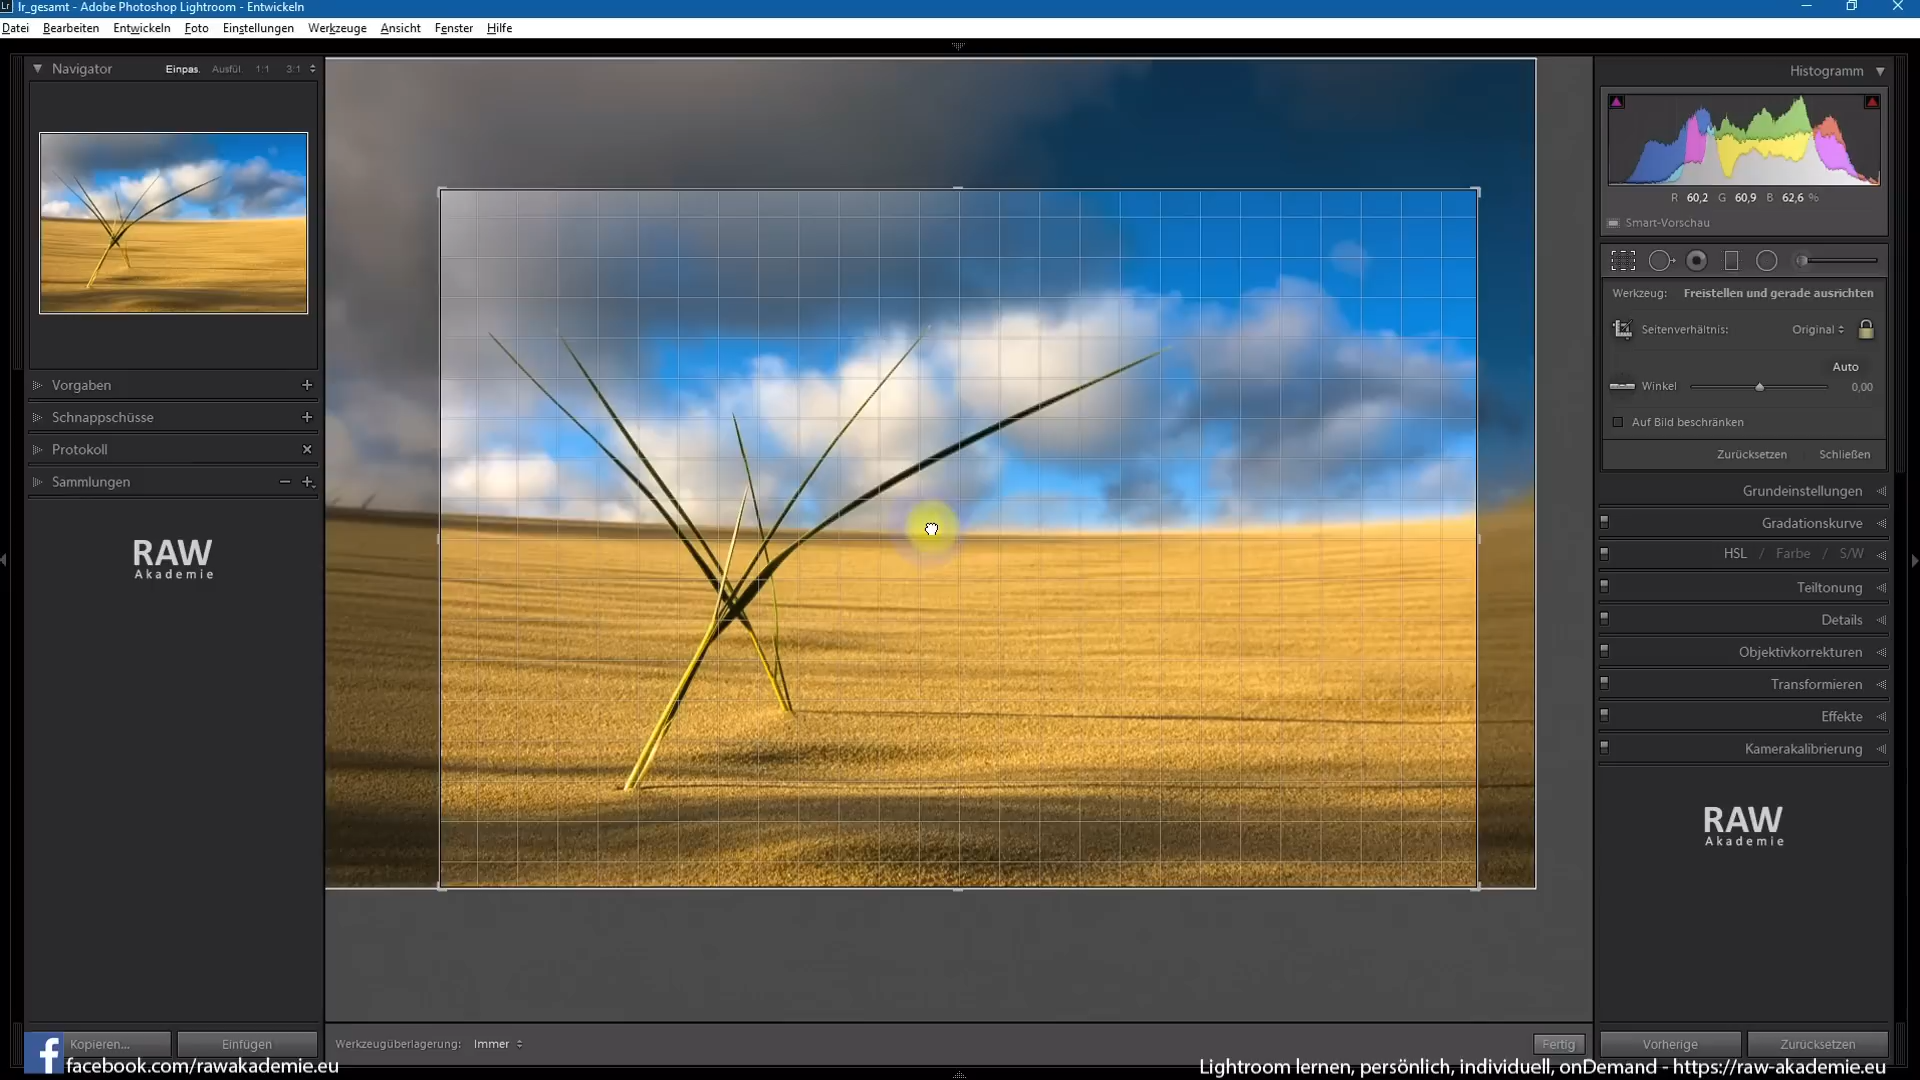 lr_gesamt - Adobe Photoshop Lightroom - Entwickeln
Datei Bearbeiten Entwickeln Foto Einstellungen Werkzeuge Ansicht Fenster Hilfe
Navigator Einpas. Ausfül. 1:1 3:1
Vorgaben
Schnappschüsse
Protokoll
Sammlungen
RAW
Akademie
Kopieren... Einfügen
facebook.com/rawakademie.eu
Werkzeugüberlagerung: Immer
Fertig
Histogramm
R 60,2 G 60,9 B 62,6 %
Smart-Vorschau
Werkzeug: Freistellen und gerade ausrichten
Seitenverhältnis: Original
Auto
Winkel 0,00
Auf Bild beschränken
Zurücksetzen Schließen
Grundeinstellungen
Gradationskurve
HSL / Farbe / S/W
Teiltonung
Details
Objektivkorrekturen
Transformieren
Effekte
Kamerakalibrierung
RAW
Akademie
Vorherige Zurücksetzen
Lightroom lernen, persönlich, individuell, onDemand - https://raw-akademie.eu